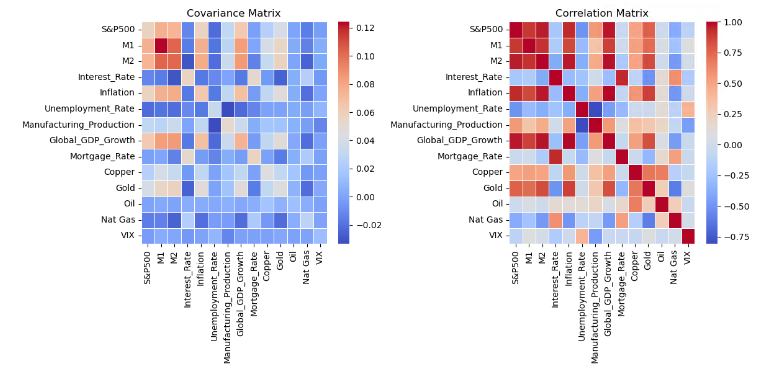 Covariance Matrix
S&P500
M1
M2
Interest_Rate
Inflation
Unemployment_Rate
Manufacturing_Production
Global_GDP_Growth
Mortgage_Rate
Copper
Gold
Oil
Nat Gas
VIX
S&P500
M1
M2
Interest_Rate
Inflation
Unemployment_Rate
Manufacturing_Production
Global_GDP_Growth
Mortgage_Rate
Copper
Gold
Oil
Nat Gas
VIX
0.12
0.10
0.08
0.06
0.04
0.02
0.00
−0.02
Correlation Matrix
S&P500
M1
M2
Interest_Rate
Inflation
Unemployment_Rate
Manufacturing_Production
Global_GDP_Growth
Mortgage_Rate
Copper
Gold
Oil
Nat Gas
VIX
S&P500
M1
M2
Interest_Rate
Inflation
Unemployment_Rate
Manufacturing_Production
Global_GDP_Growth
Mortgage_Rate
Copper
Gold
Oil
Nat Gas
VIX
1.00
0.75
0.50
0.25
0.00
−0.25
−0.50
−0.75